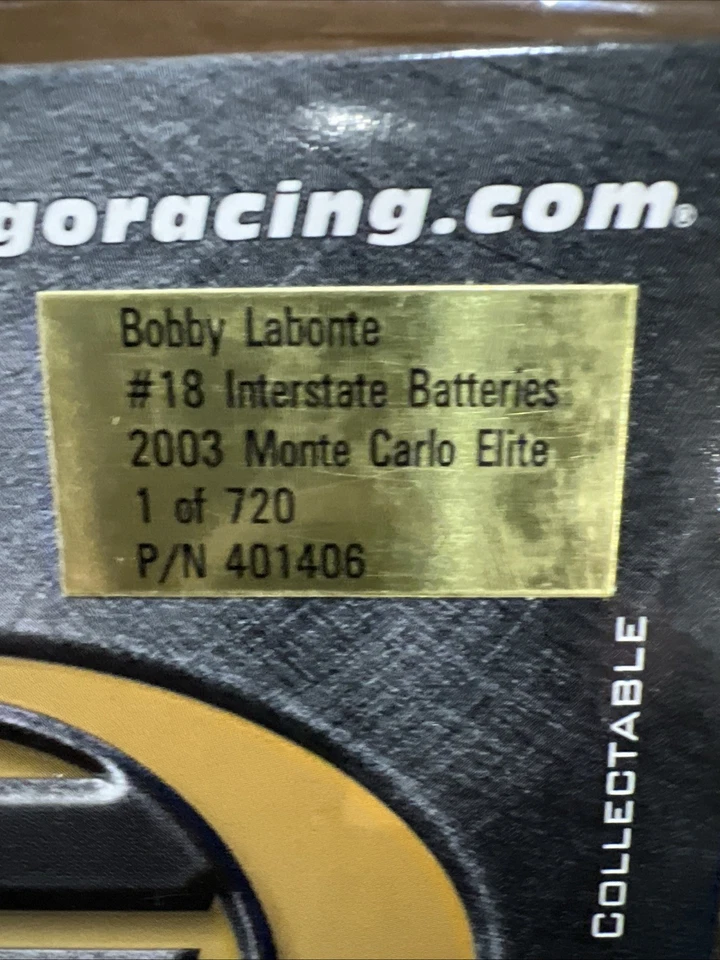 goracing.com®
Bobby Labonte
#18 Interstate Batteries
2003 Monte Carlo Elite
1 of 720
P/N 401406
COLLECTABLE